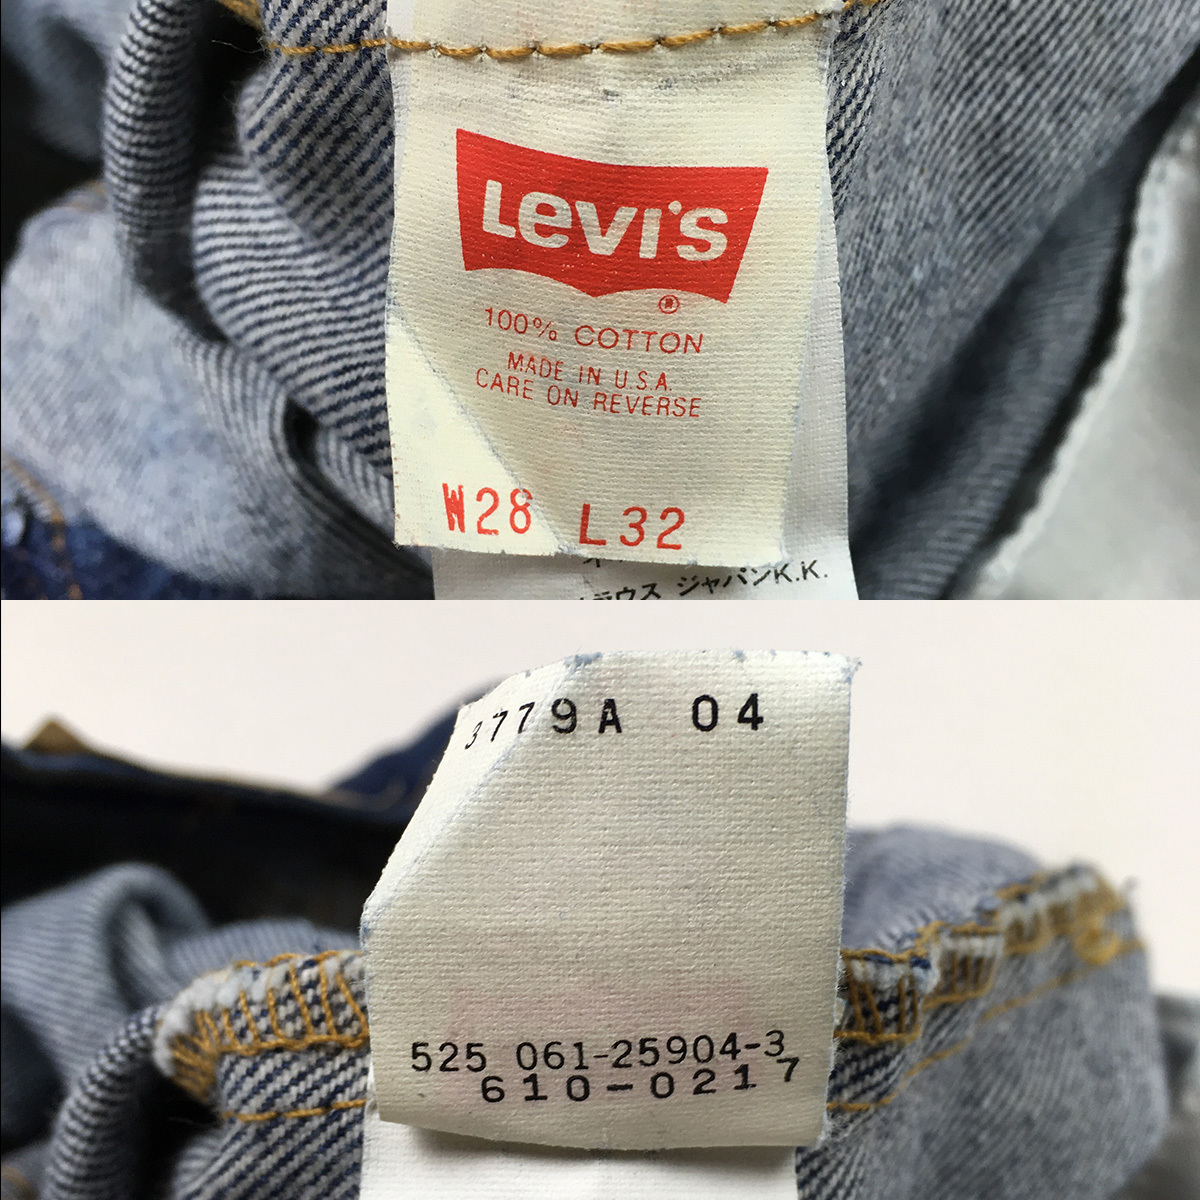 LEVI'S
®
100% COTTON
MADE IN U.S.A.
CARE ON REVERSE
W28 L32
ラウス ジャパンK.K.
3779A 04
525 061-25904-3
610-0217